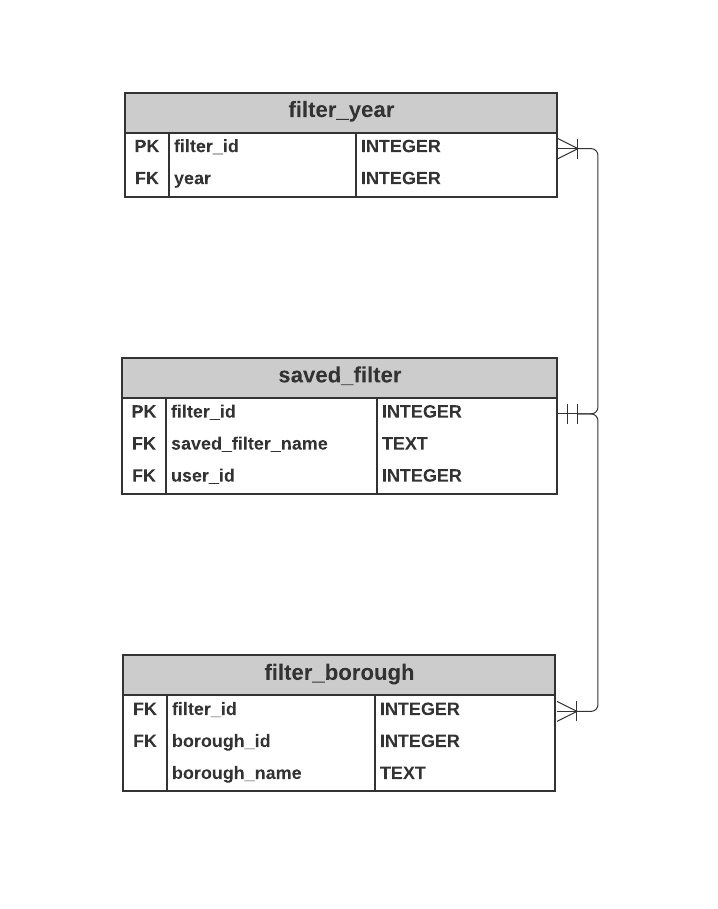 filter_year
PK filter_id INTEGER
FK year INTEGER
saved_filter
PK filter_id INTEGER
FK saved_filter_name TEXT
FK user_id INTEGER
filter_borough
FK filter_id INTEGER
FK borough_id INTEGER
borough_name TEXT